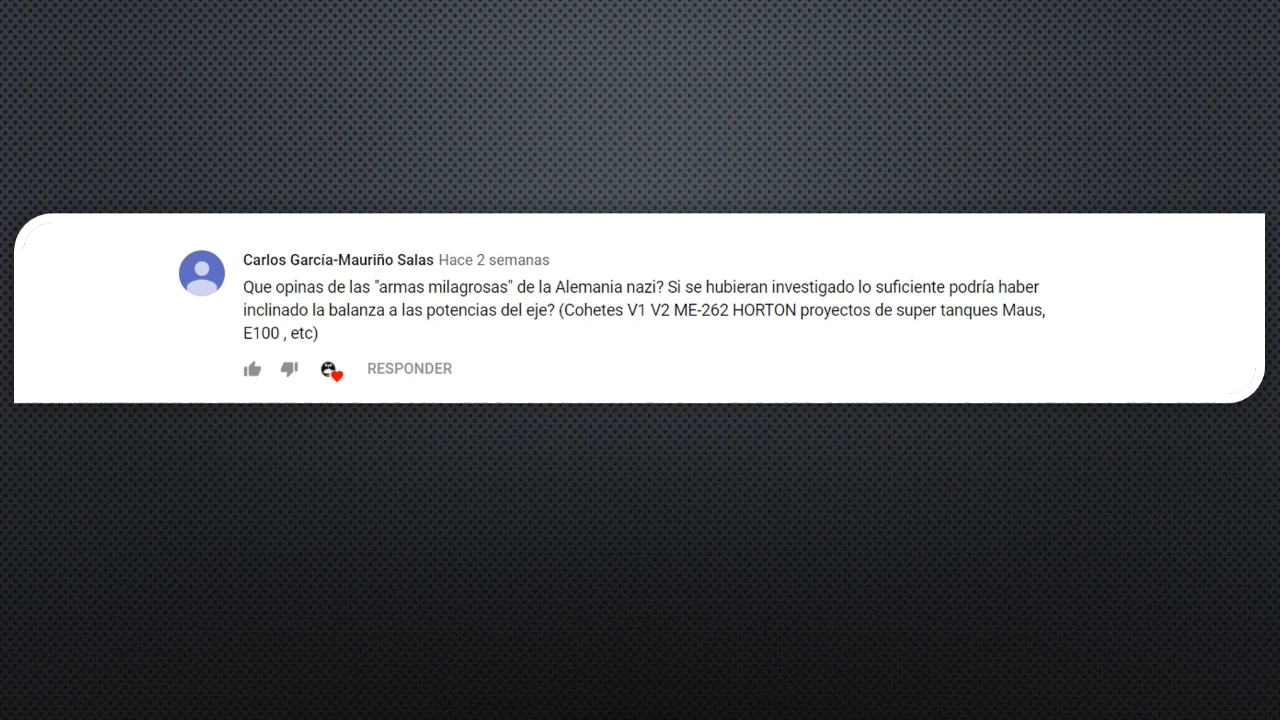 Carlos García-Mauriño Salas Hace 2 semanas
Que opinas de las "armas milagrosas" de la Alemania nazi? Si se hubieran investigado lo suficiente podría haber
inclinado la balanza a las potencias del eje? (Cohetes V1 V2 ME-262 HORTON proyectos de super tanques Maus,
E100 , etc)
RESPONDER